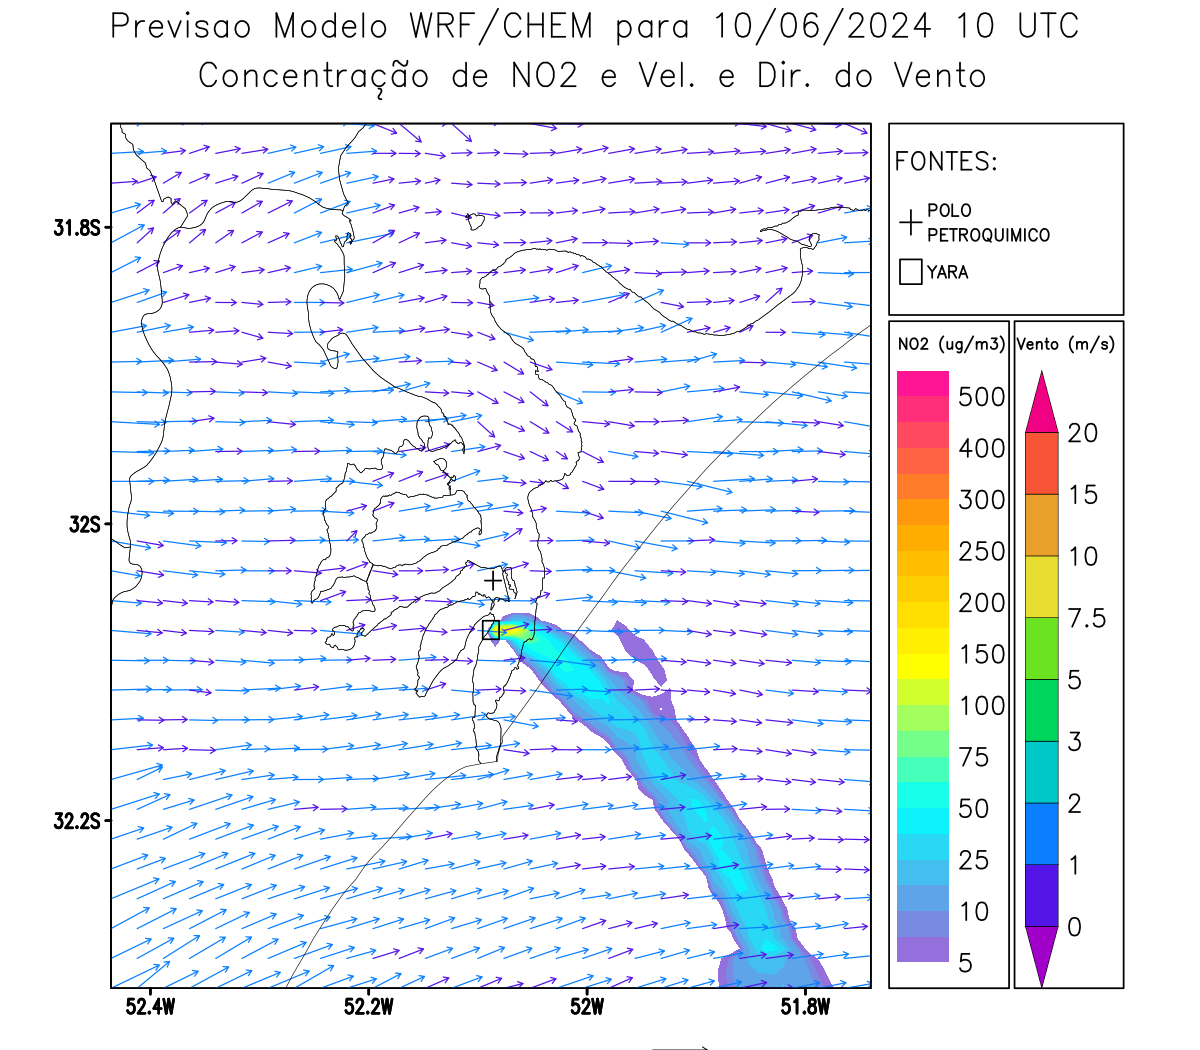 Previsao Modelo WRF/CHEM para 10/06/2024 10 UTC
Concentração de NO2 e Vel. e Dir. do Vento
FONTES:
POLO
PETROQUIMICO
YARA
NO2 (ug/m3)
500
400
300
250
200
150
100
75
50
25
10
5
Vento (m/s)
20
15
10
7.5
5
3
2
1
0
31.8S
32S
32.2S
52.4W
52.2W
52W
51.8W